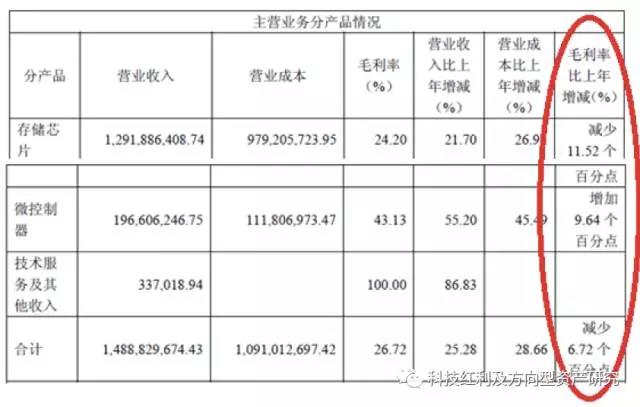 主营业务分产品情况
分产品 营业收入 营业成本 毛利率（%） 营业收入比上年增减（%） 营业成本比上年增减（%） 毛利率比上年增减（%）
存储芯片 1,291,886,408.74 979,205,723.95 24.20 21.70 26.9 减少 11.52 个
百分点
微控制器 196,606,246.75 111,806,973.47 43.13 55.20 45.49 增加 9.64 个百分点
技术服务及其他收入 337,018.94 100.00 86.83
合计 1,488,829,674.43 1,091,012,697.42 26.72 25.28 28.66 减少 6.72 个百分点
科技红利及方向型资产研究